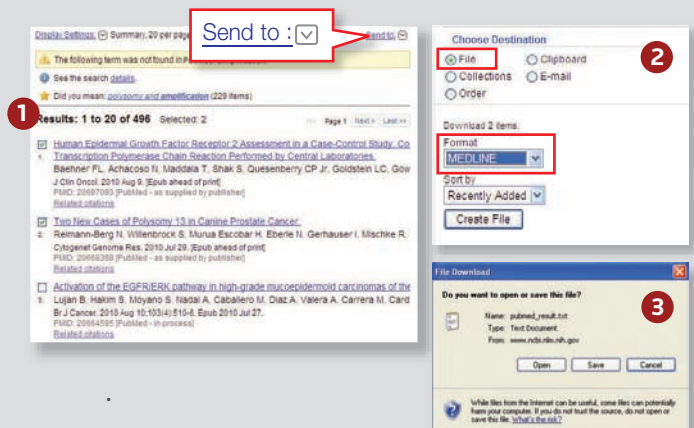 Display Settings: Summary, 20 per page
Send to :
Send to:
The following term was not found in
See the search details.
Did you mean: polysomy and amplification (229 items)
1
Results: 1 to 20 of 496 Selected: 2
Page 1 Next > Last >>
Human Epidermal Growth Factor Receptor 2 Assessment in a Case-Control Study: Co
1. Transcription Polymerase Chain Reaction Performed by Central Laboratories.
Baehner FL, Achacoso N, Maddala T, Shak S, Quesenberry CP Jr, Goldstein LC, Gow
J Clin Oncol. 2010 Aug 9. [Epub ahead of print]
PMID: 20697093 [PubMed - as supplied by publisher]
Related citations
Two New Cases of Polysomy 13 in Canine Prostate Cancer.
2. Reimann-Berg N, Willenbrock S, Murua Escobar H, Eberle N, Gerhauser I, Mischke R,
Cytogenet Genome Res. 2010 Jul 29. [Epub ahead of print]
PMID: 20668368 [PubMed - as supplied by publisher]
Related citations
Activation of the EGFR/ERK pathway in high-grade mucoepidermoid carcinomas of the
3. Lujan B, Hakim S, Moyano S, Nadal A, Caballero M, Diaz A, Valera A, Carrera M, Card
Br J Cancer. 2010 Aug 10;103(4):510-6. Epub 2010 Jul 27.
PMID: 20664595 [PubMed - in process]
Related citations
Choose Destination
2
File Clipboard
Collections E-mail
Order
Download 2 items.
Format
MEDLINE
Sort by
Recently Added
Create File
File Download
Do you want to open or save this file?
3
Name: pubmed_result.txt
Type: Text Document
From: www.ncbi.nlm.nih.gov
Open Save Cancel
While files from the Internet can be useful, some files can potentially
harm your computer. If you do not trust the source, do not open or
save this file. What's the risk?